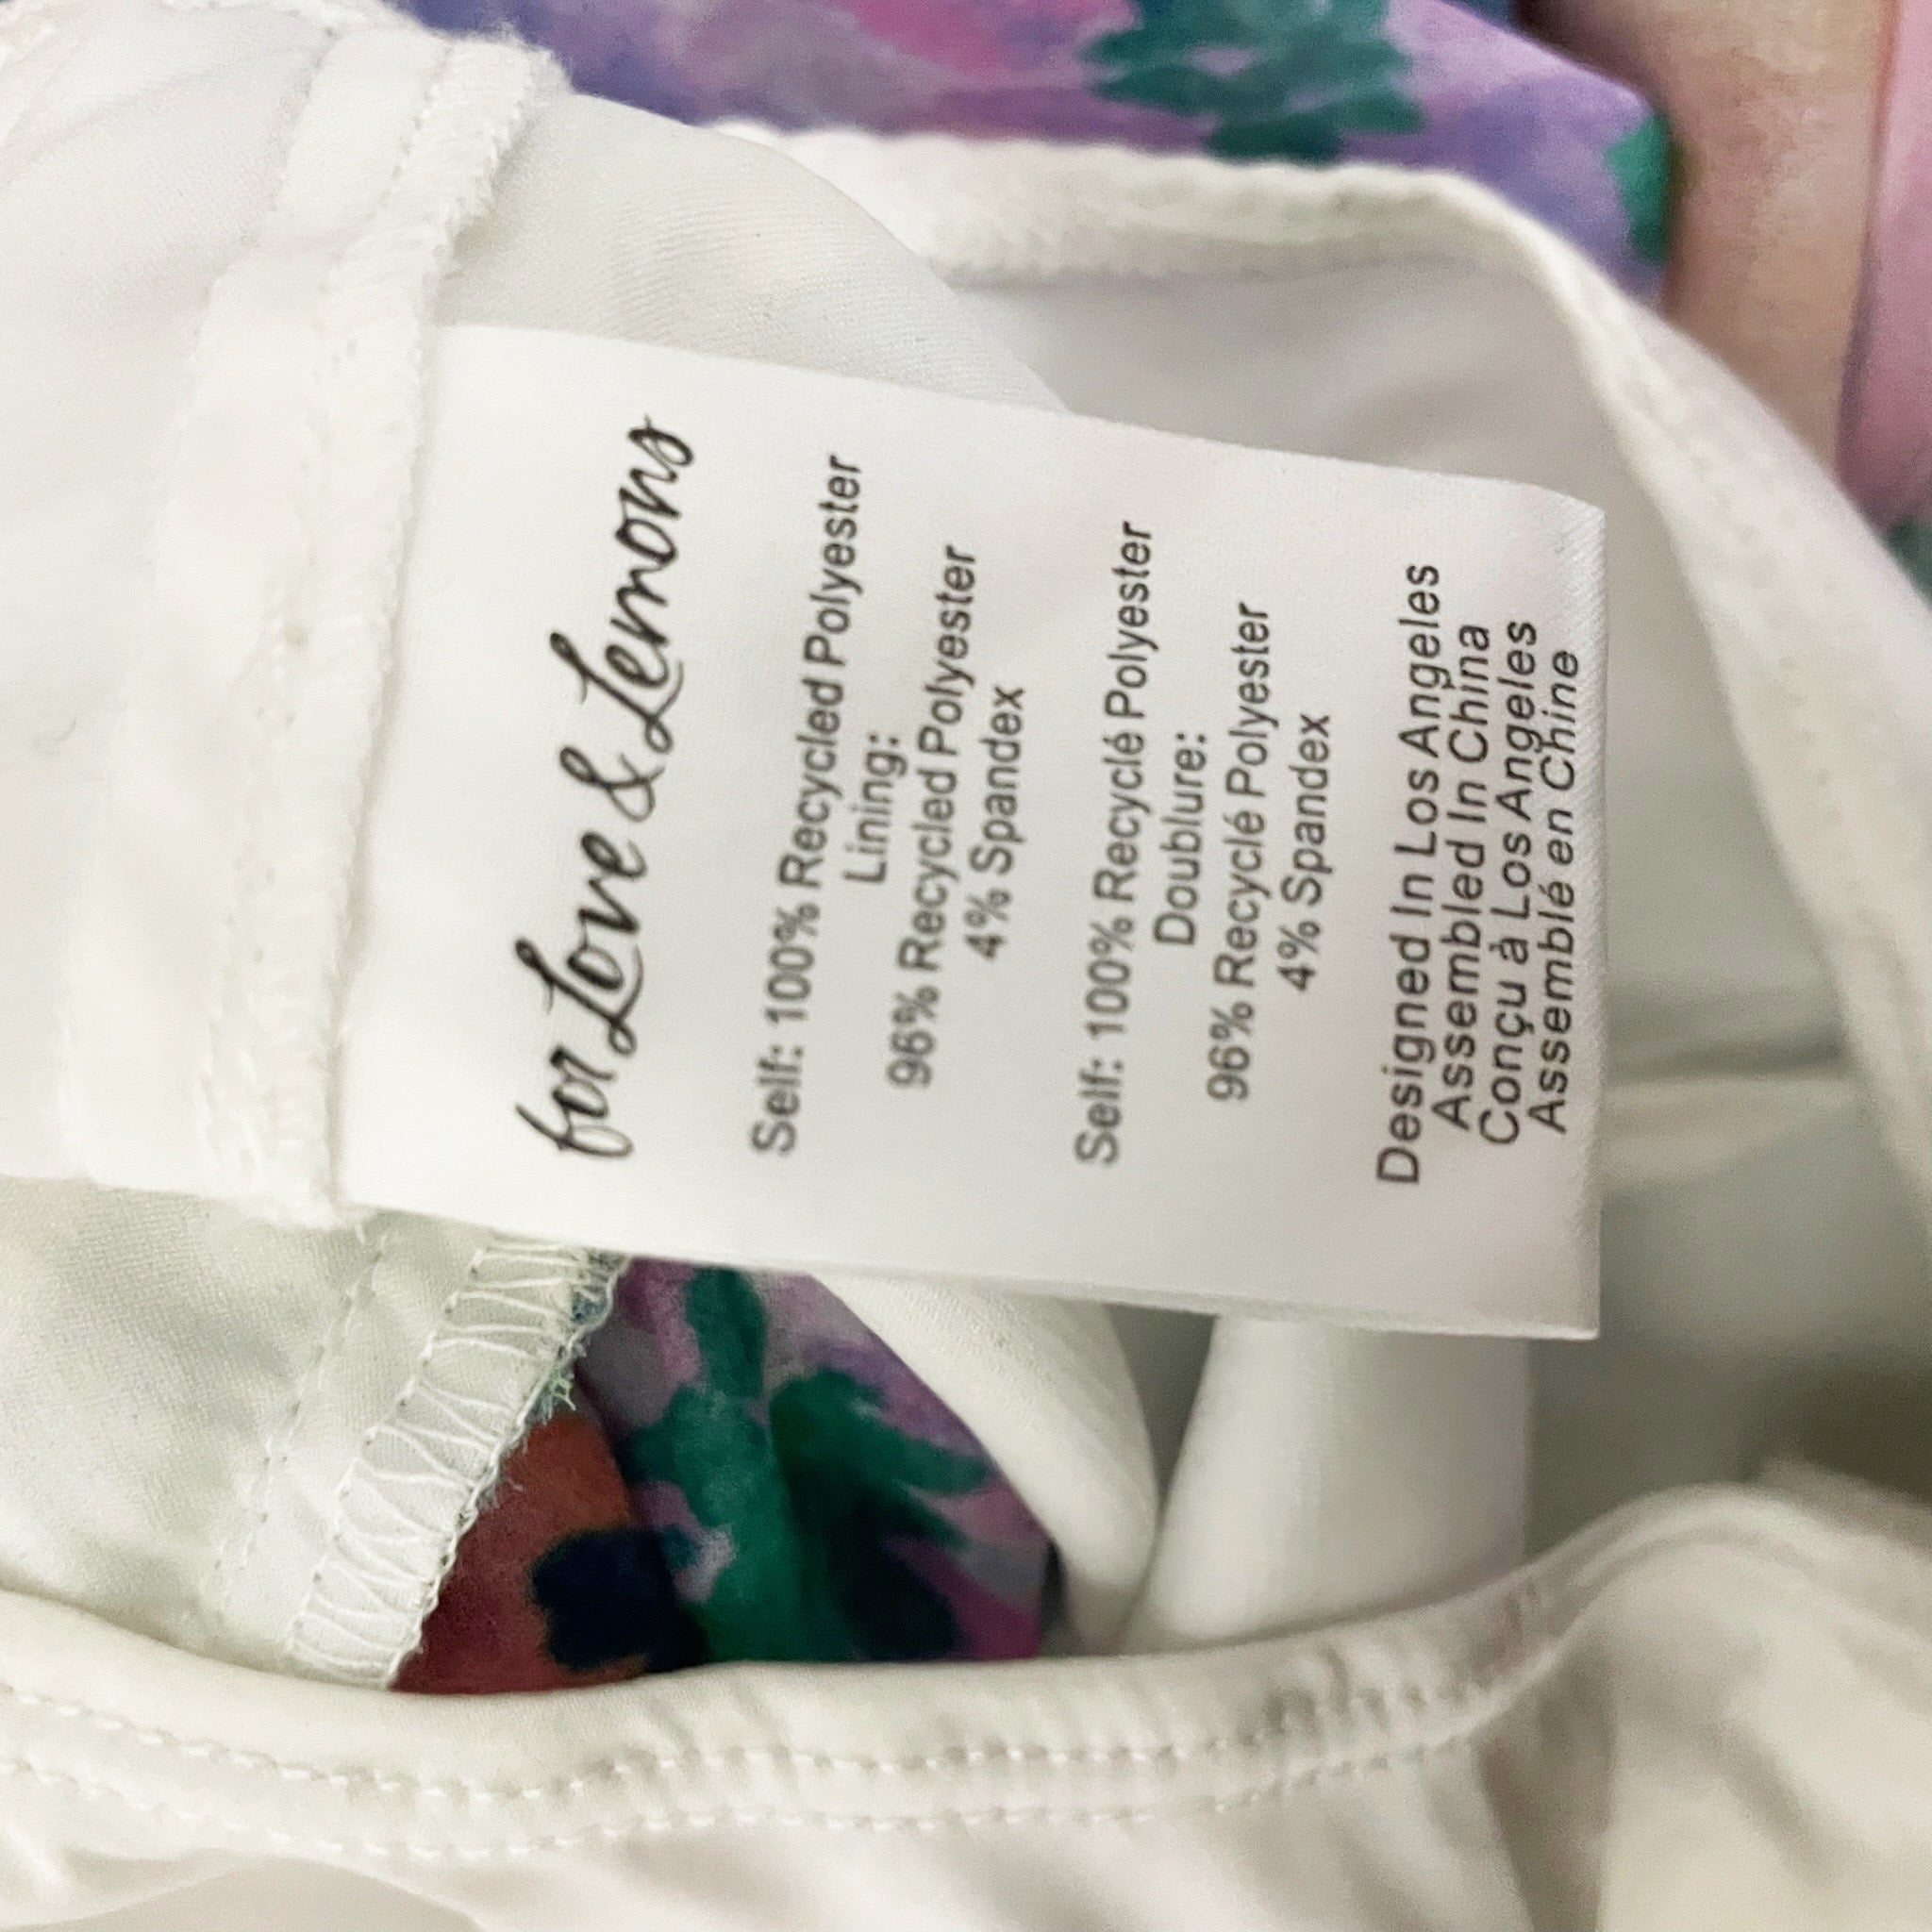 for Love & Lemons
Self: 100% Recycled Polyester
Lining:
96% Recycled Polyester
4% Spandex
Self: 100% Recyclé Polyester
Doublure:
96% Recyclé Polyester
4% Spandex
Designed In Los Angeles
Assembled In China
Conçu à Los Angeles
Assemblé en Chine